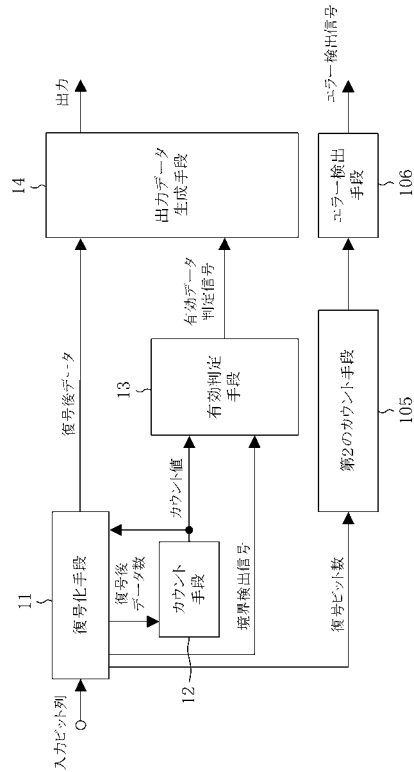 入力ビット列
11
復号化手段
復号後データ
14
出力データ
生成手段
出力
復号後
データ数
カウント
手段
12
カウント値
13
有効判定
手段
有効データ
判定信号
境界検出信号
復号ビット数
第2のカウント手段
105
エラー検出
手段
106
エラー検出信号